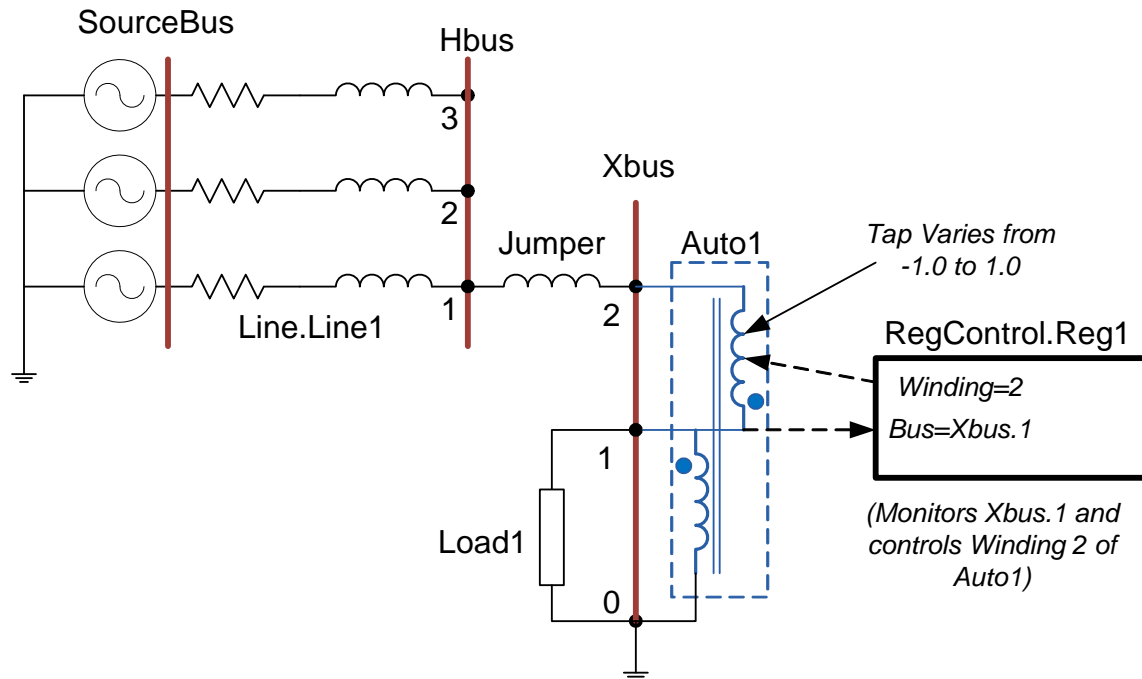 SourceBus
Hbus
3
2
1
Line.Line1
Jumper
Xbus
2
1
0
Load1
Auto1
Tap Varies from
-1.0 to 1.0
RegControl.Reg1
Winding=2
Bus=Xbus.1
(Monitors Xbus.1 and
controls Winding 2 of
Auto1)